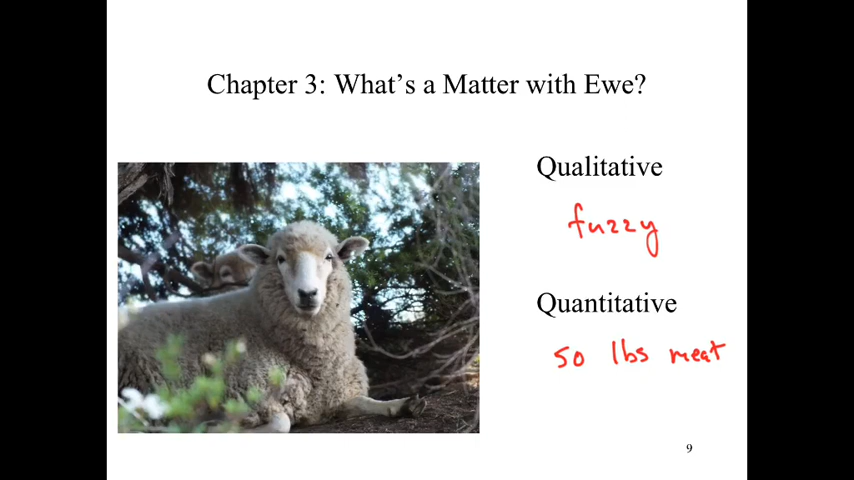 Chapter 3: What's a Matter with Ewe?
Qualitative
fuzzy
Quantitative
50 lbs meat
9